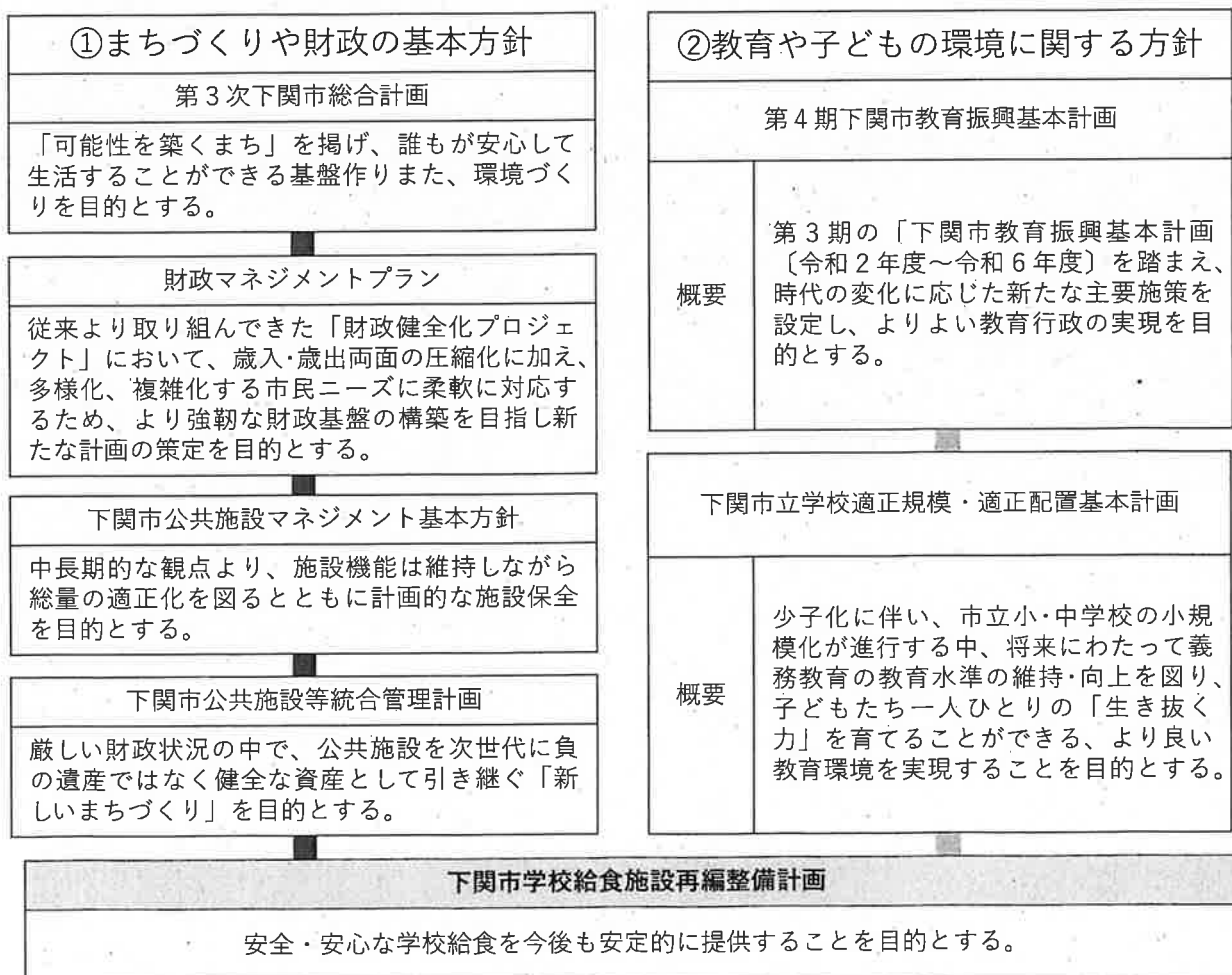 ①まちづくりや財政の基本方針
第3次下関市総合計画
「可能性を築くまち」を掲げ、誰もが安心して
生活することができる基盤作りまた、環境づく
りを目的とする。
財政マネジメントプラン
従来より取り組んできた「財政健全化プロジェ
クト」において、歳入・歳出両面の圧縮化に加え、
多様化、複雑化する市民ニーズに柔軟に対応す
るため、より強靭な財政基盤の構築を目指し新
たな計画の策定を目的とする。
下関市公共施設マネジメント基本方針
中長期的な観点より、施設機能は維持しながら
総量の適正化を図るとともに計画的な施設保全
を目的とする。
下関市公共施設等統合管理計画
厳しい財政状況の中で、公共施設を次世代に負
の遺産ではなく健全な資産として引き継ぐ「新
しいまちづくり」を目的とする。
②教育や子どもの環境に関する方針
第4期下関市教育振興基本計画
概要
第3期の「下関市教育振興基本計画
〔令和2年度～令和6年度〕を踏まえ、
時代の変化に応じた新たな主要施策を
設定し、よりよい教育行政の実現を目
的とする。
下関市立学校適正規模・適正配置基本計画
概要
少子化に伴い、市立小・中学校の小規
模化が進行する中、将来にわたって義
務教育の教育水準の維持・向上を図り、
子どもたち一人ひとりの「生き抜く
力」を育てることができる、より良い
教育環境を実現することを目的とする。
下関市学校給食施設再編整備計画
安全・安心な学校給食を今後も安定的に提供することを目的とする。